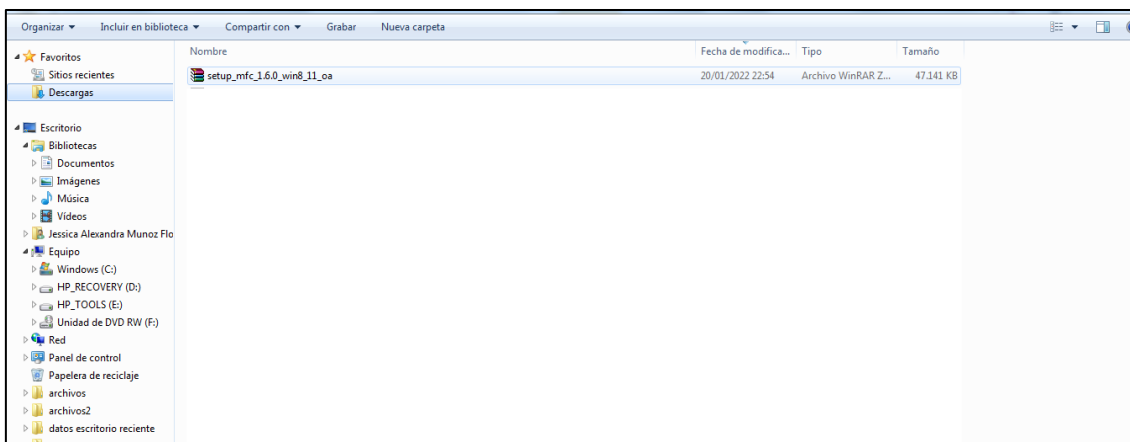 Organizar Incluir en biblioteca Compartir con Grabar Nueva carpeta
Favoritos
Sitios recientes
Descargas
Escritorio
Bibliotecas
Documentos
Imágenes
Música
Vídeos
Jessica Alexandra Munoz Flo
Equipo
Windows (C:)
HP_RECOVERY (D:)
HP_TOOLS (E:)
Unidad de DVD RW (F:)
Red
Panel de control
Papelera de reciclaje
archivos
archivos2
datos escritorio reciente
Nombre Fecha de modifica... Tipo Tamaño
setup_mfc_1.6.0_win8_11_oa 20/01/2022 22:54 Archivo WinRAR Z... 47.141 KB